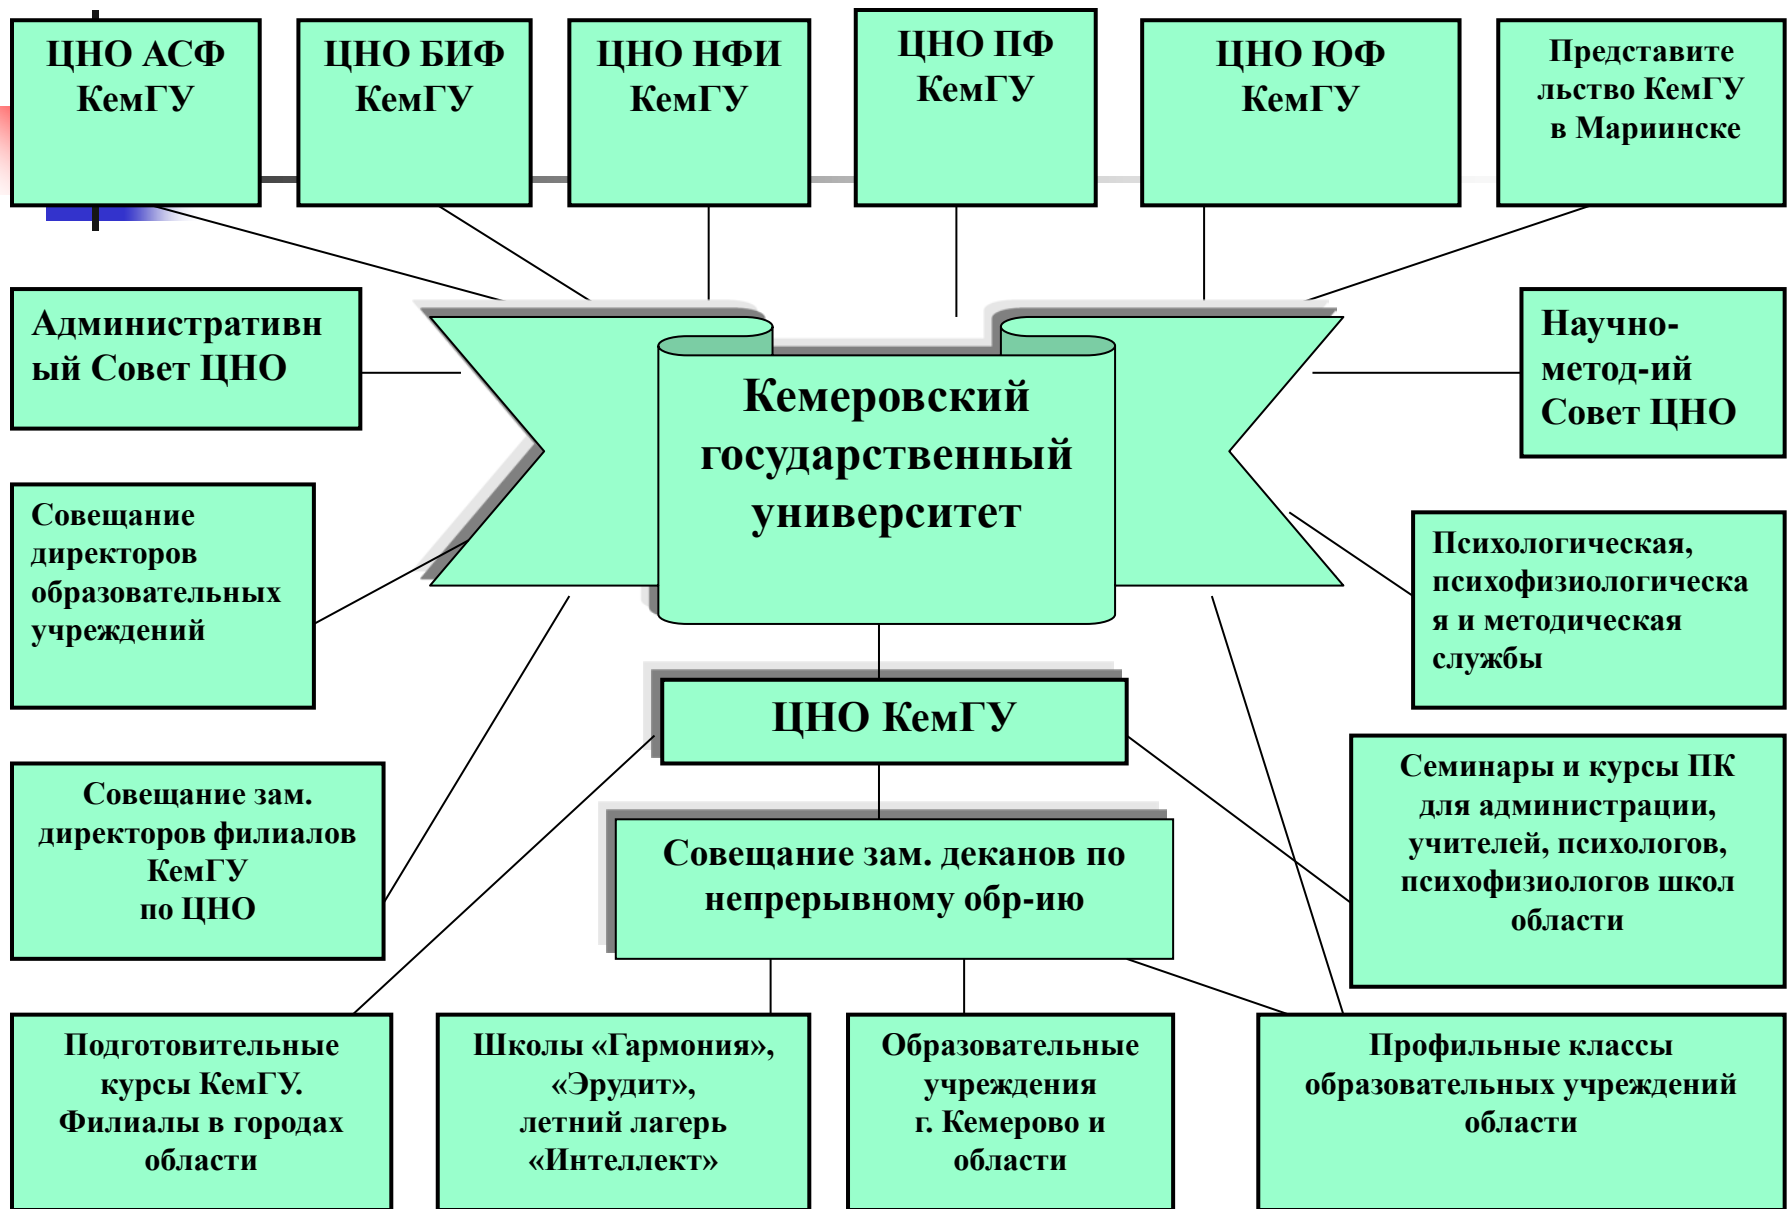 ЦНО АСФ
КемГУ
ЦНО БИФ
КемГУ
ЦНО НФИ
КемГУ
ЦНО ПФ
КемГУ
ЦНО ЮФ
КемГУ
Представите
льство КемГУ
в Мариинске
Административн
ый Совет ЦНО
Кемеровский
государственный
университет
Научно-
метод-ий
Совет ЦНО
Совещание
директоров
образовательных
учреждений
Психологическая,
психофизиологическа
я и методическая
службы
ЦНО КемГУ
Совещание зам.
директоров филиалов
КемГУ
по ЦНО
Совещание зам. деканов по
непрерывному обр-ию
Семинары и курсы ПК
для администрации,
учителей, психологов,
психофизиологов школ
области
Подготовительные
курсы КемГУ.
Филиалы в городах
области
Школы «Гармония»,
«Эрудит»,
летний лагерь
«Интеллект»
Образовательные
учреждения
г. Кемерово и
области
Профильные классы
образовательных учреждений
области